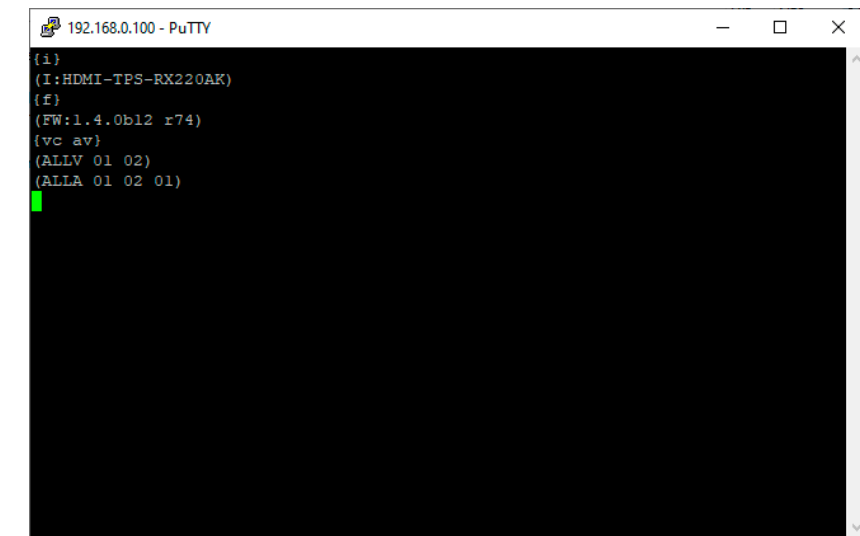 192.168.0.100 - PuTTY
{i}
(I:HDMI-TPS-RX220AK)
{f}
(FW:1.4.0b12 r74)
{vc av}
(ALLV 01 02)
(ALLA 01 02 01)